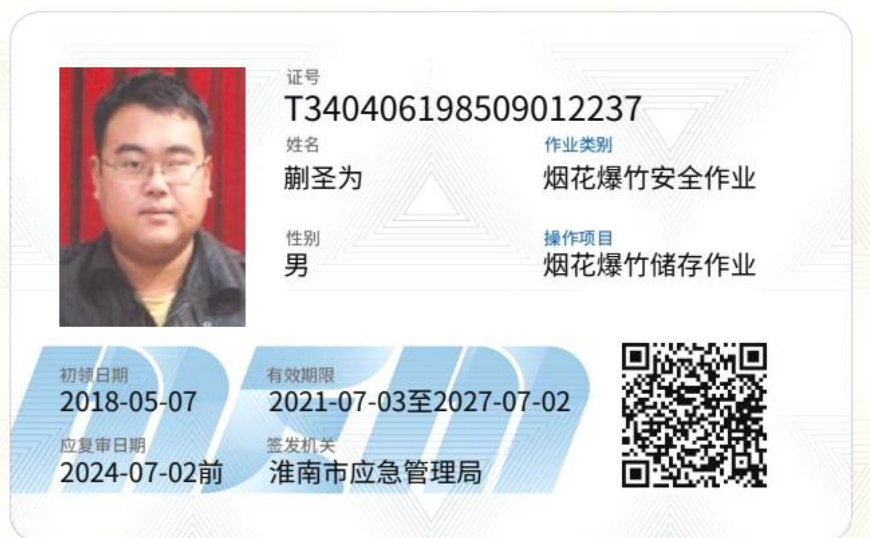 证号
T340406198509012237
姓名
作业类别
蒯圣为
烟花爆竹安全作业
性别
操作项目
男
烟花爆竹储存作业
初领日期
有效期限
2018-05-07
2021-07-03至2027-07-02
应复审日期
签发机关
2024-07-02前
淮南市应急管理局